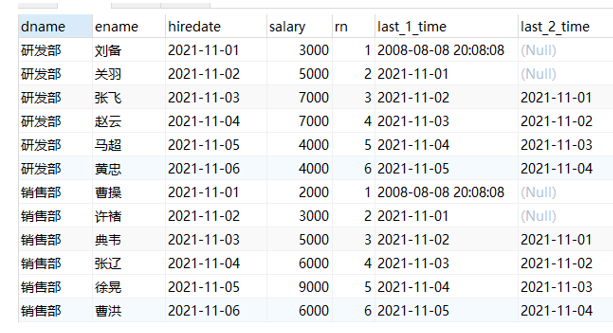 dname ename hiredate salary rn last_1_time last_2_time
研发部 刘备 2021-11-01 3000 1 2008-08-08 20:08:08 (Null)
研发部 关羽 2021-11-02 5000 2 2021-11-01 (Null)
研发部 张飞 2021-11-03 7000 3 2021-11-02 2021-11-01
研发部 赵云 2021-11-04 7000 4 2021-11-03 2021-11-02
研发部 马超 2021-11-05 4000 5 2021-11-04 2021-11-03
研发部 黄忠 2021-11-06 4000 6 2021-11-05 2021-11-04
销售部 曹操 2021-11-01 2000 1 2008-08-08 20:08:08 (Null)
销售部 许褚 2021-11-02 3000 2 2021-11-01 (Null)
销售部 典韦 2021-11-03 5000 3 2021-11-02 2021-11-01
销售部 张辽 2021-11-04 6000 4 2021-11-03 2021-11-02
销售部 徐晃 2021-11-05 9000 5 2021-11-04 2021-11-03
销售部 曹洪 2021-11-06 6000 6 2021-11-05 2021-11-04